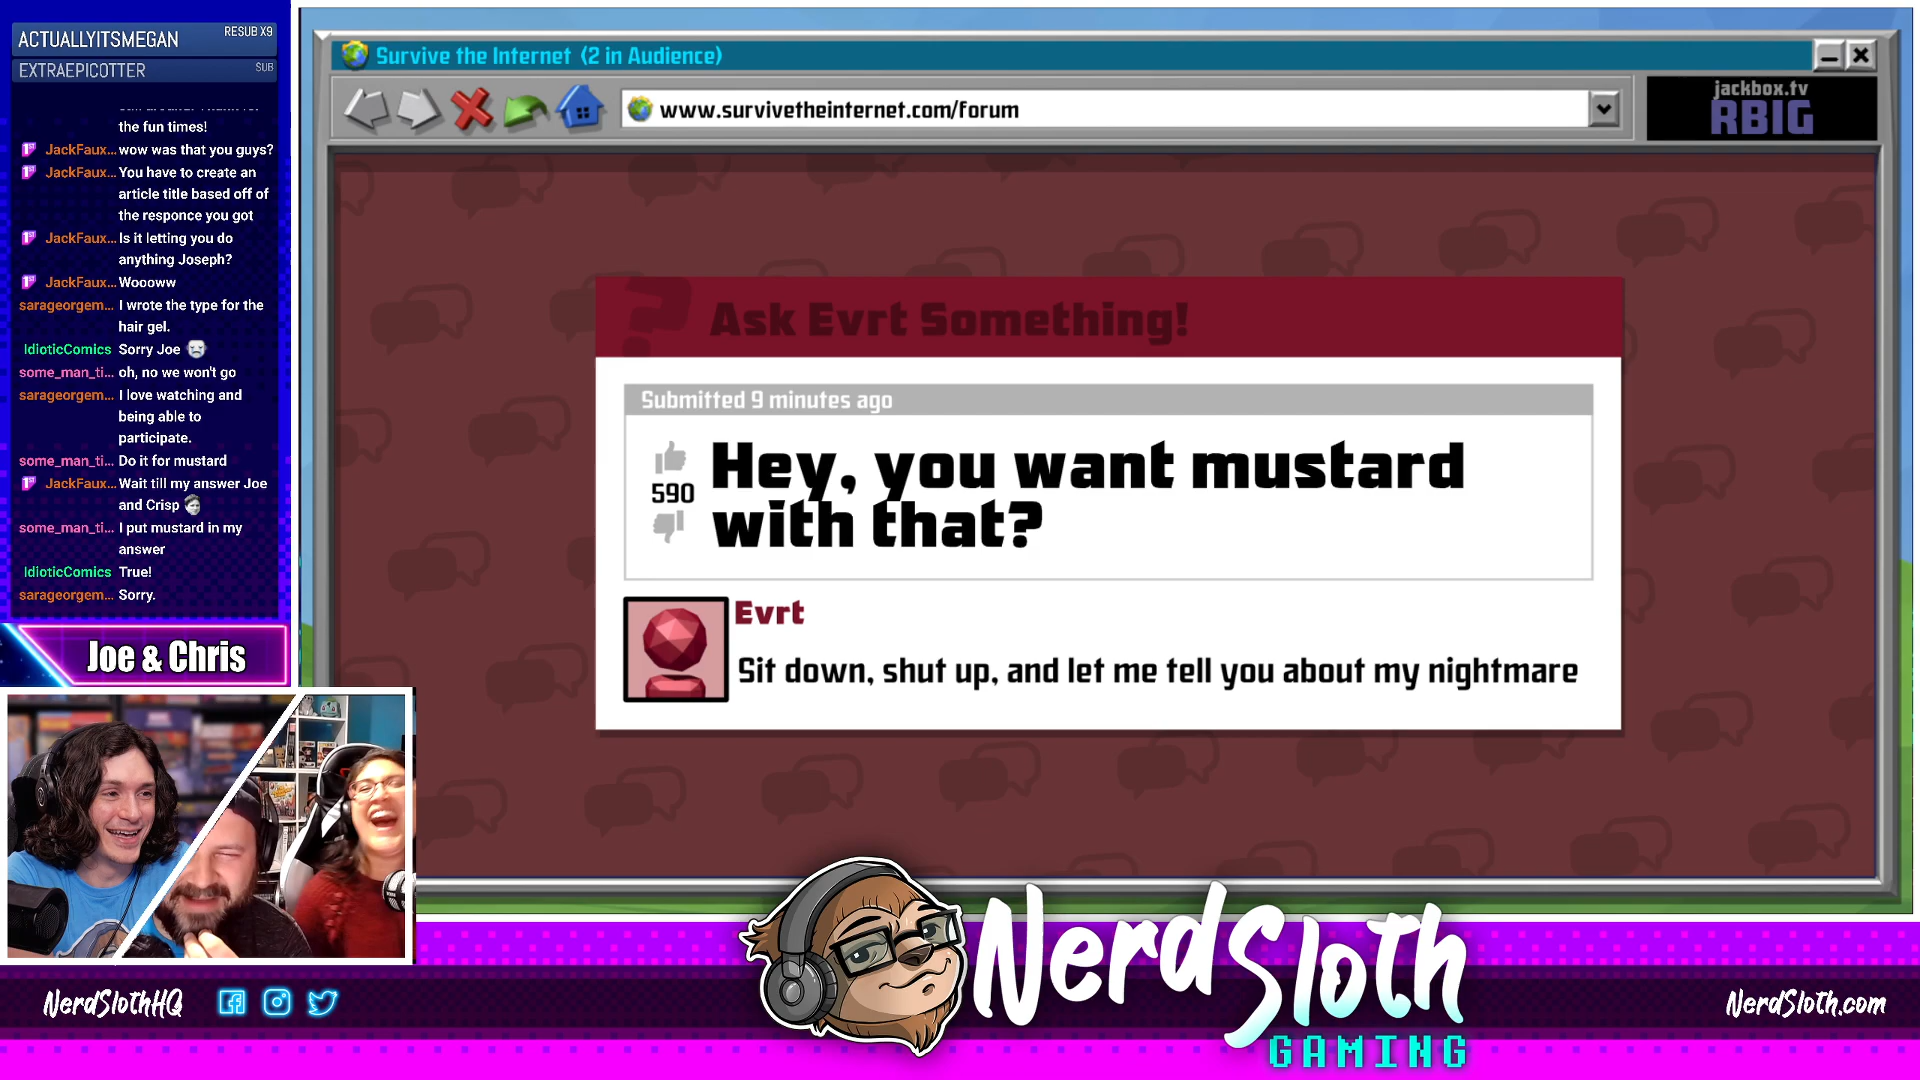 ACTUALLYITSMEGAN RESUB X9
EXTRAEPICOTTER SUB
the fun times!
JackFaux... wow was that you guys?
JackFaux... You have to create an
article title based off of
the responce you got
JackFaux... Is it letting you do
anything Joseph?
JackFaux... Woooww
sarageorgem... I wrote the type for the
hair gel.
IdioticComics Sorry Joe
some_man_ti... oh, no we won't go
sarageorgem... I love watching and
being able to
participate.
some_man_ti... Do it for mustard
JackFaux... Wait till my answer Joe
and Crisp
some_man_ti... I put mustard in my
answer
IdioticComics True!
sarageorgem... Sorry.
Joe & Chris
Survive the Internet (2 in Audience)
www.survivetheinternet.com/forum
jackbox.tv
RBIG
? Ask Evrt Something!
Submitted 9 minutes ago
590
Hey, you want mustard
with that?
Evrt
Sit down, shut up, and let me tell you about my nightmare
NerdSloth
GAMING
NerdSlothHQ
NerdSloth.com